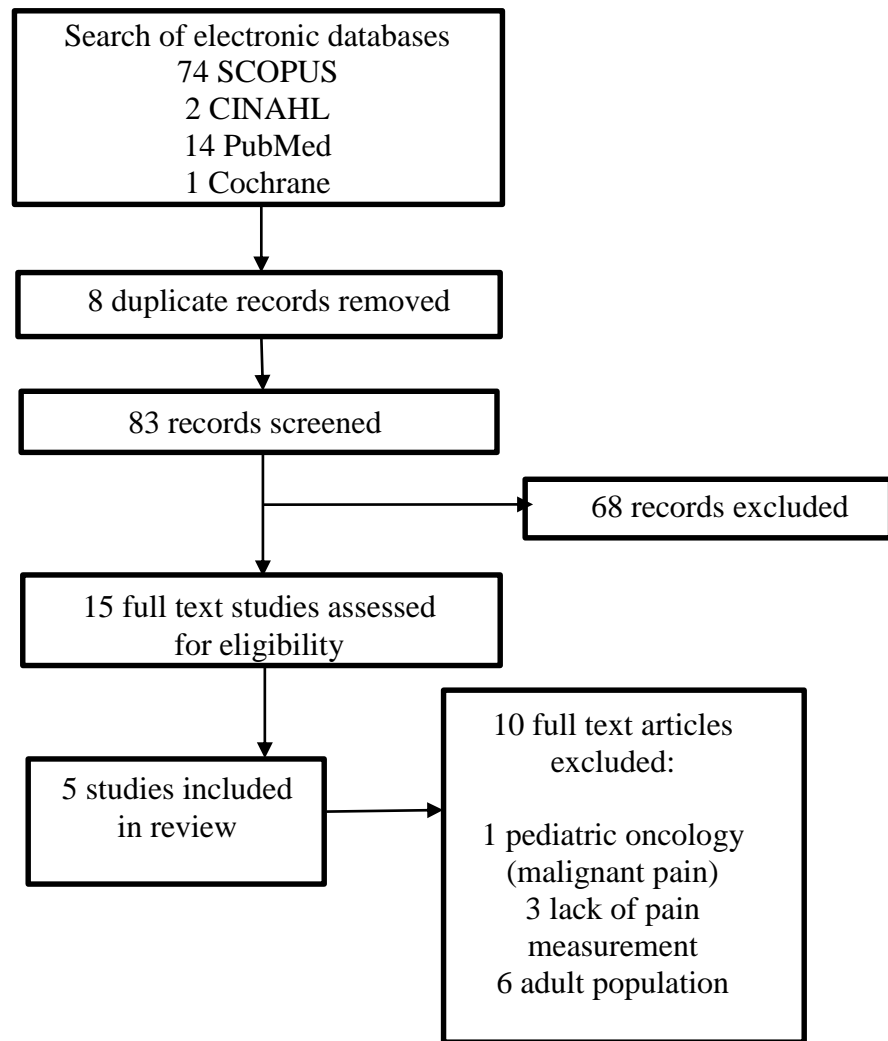 Search of electronic databases
74 SCOPUS
2 CINAHL
14 PubMed
1 Cochrane
8 duplicate records removed
83 records screened
68 records excluded
15 full text studies assessed
for eligibility
5 studies included
in review
10 full text articles
excluded:
1 pediatric oncology
(malignant pain)
3 lack of pain
measurement
6 adult population